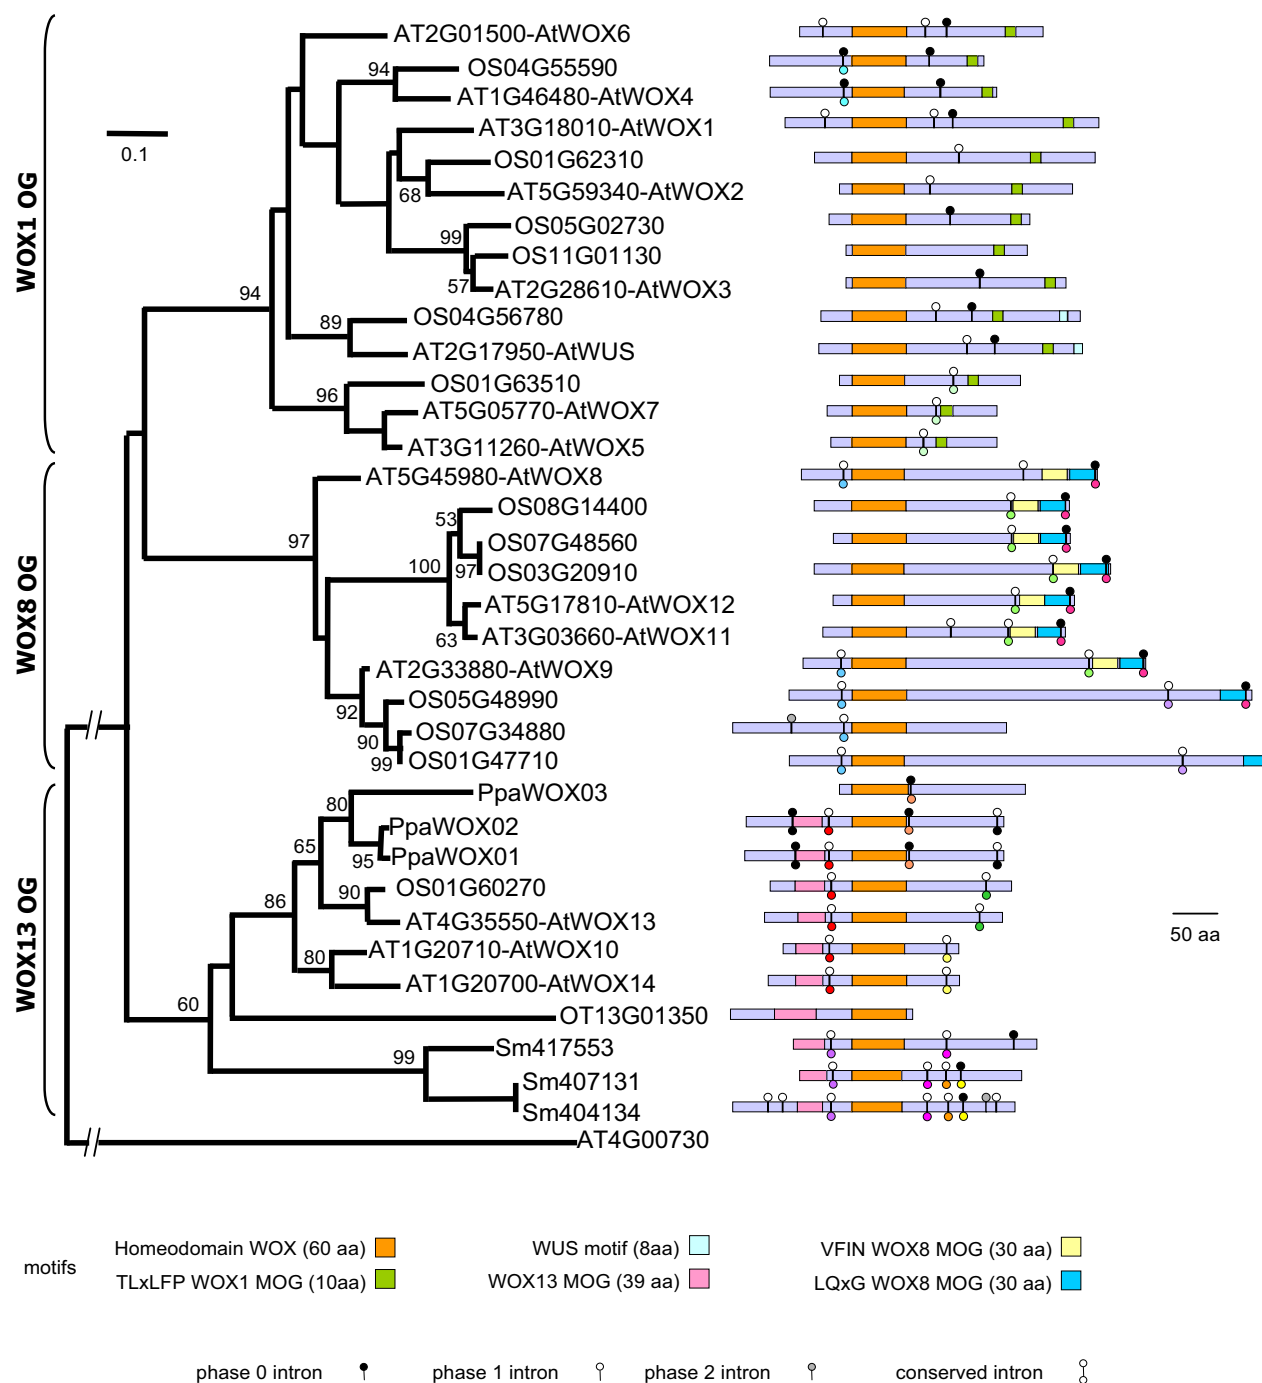 WOX1 OG
WOX8 OG
WOX13 OG
0.1
AT2G01500-AtWOX6
94
OS04G55590
AT1G46480-AtWOX4
AT3G18010-AtWOX1
OS01G62310
68
AT5G59340-AtWOX2
OS05G02730
99
OS11G01130
57
AT2G28610-AtWOX3
94
OS04G56780
89
AT2G17950-AtWUS
OS01G63510
96
AT5G05770-AtWOX7
AT3G11260-AtWOX5
AT5G45980-AtWOX8
OS08G14400
53
97
OS07G48560
100
97
OS03G20910
AT5G17810-AtWOX12
63
AT3G03660-AtWOX11
AT2G33880-AtWOX9
OS05G48990
92
OS07G34880
90
99
OS01G47710
PpaWOX03
80
PpaWOX02
65
95
PpaWOX01
OS01G60270
90
86
AT4G35550-AtWOX13
AT1G20710-AtWOX10
80
AT1G20700-AtWOX14
60
OT13G01350
Sm417553
99
Sm407131
Sm404134
AT4G00730
50 aa
motifs
Homeodomain WOX (60 aa)
WUS motif (8aa)
VFIN WOX8 MOG (30 aa)
TLxLFP WOX1 MOG (10aa)
WOX13 MOG (39 aa)
LQxG WOX8 MOG (30 aa)
phase 0 intron
phase 1 intron
phase 2 intron
conserved intron